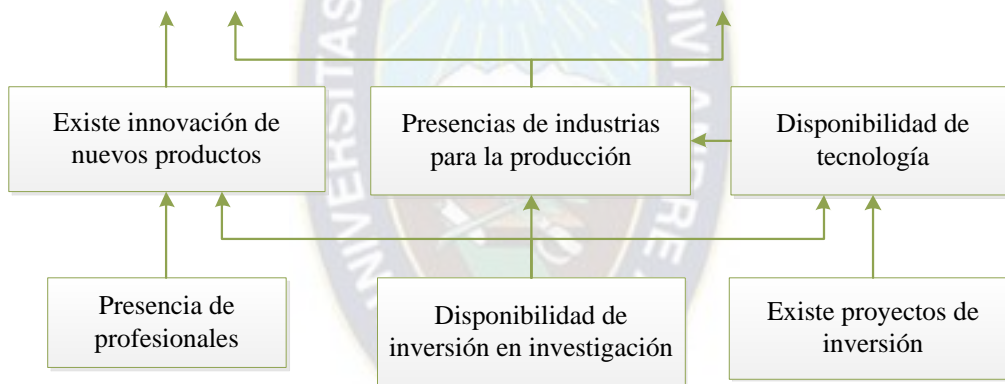 Existe innovación de
nuevos productos
Presencias de industrias
para la producción
Disponibilidad de
tecnología
Presencia de
profesionales
Disponibilidad de
inversión en investigación
Existe proyectos de
inversión